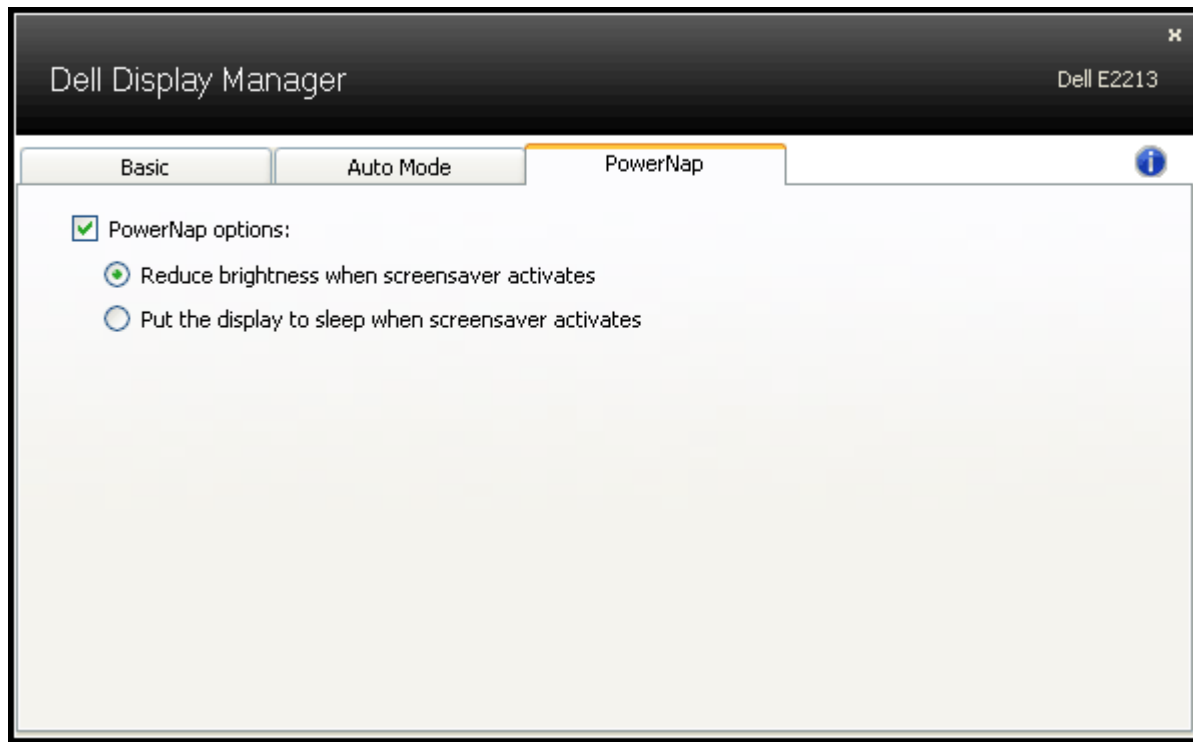 Dell Display Manager
Dell E2213
Basic
Auto Mode
PowerNap
PowerNap options:
Reduce brightness when screensaver activates
Put the display to sleep when screensaver activates